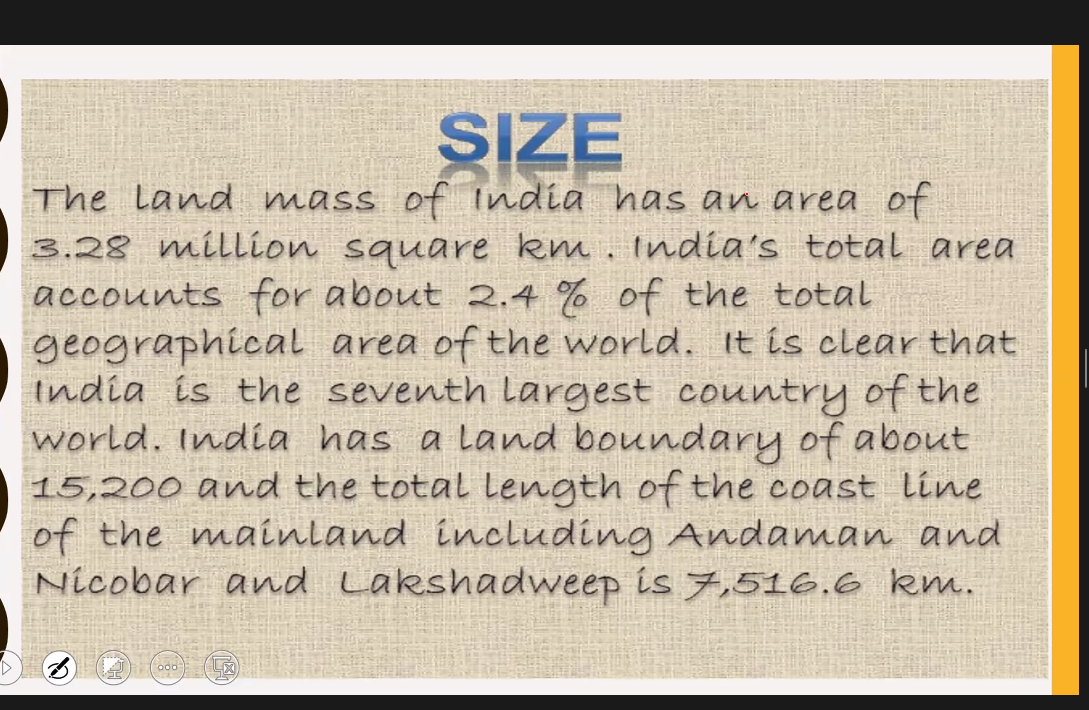 SIZE
The land mass of India has an area of
3.28 million square km . India's total area
accounts for about 2.4 % of the total
geographical area of the world. It is clear that
India is the seventh largest country of the
world. India has a land boundary of about
15,200 and the total length of the coast line
of the mainland including Andaman and
Nicobar and Lakshadweep is 7,516.6 km.